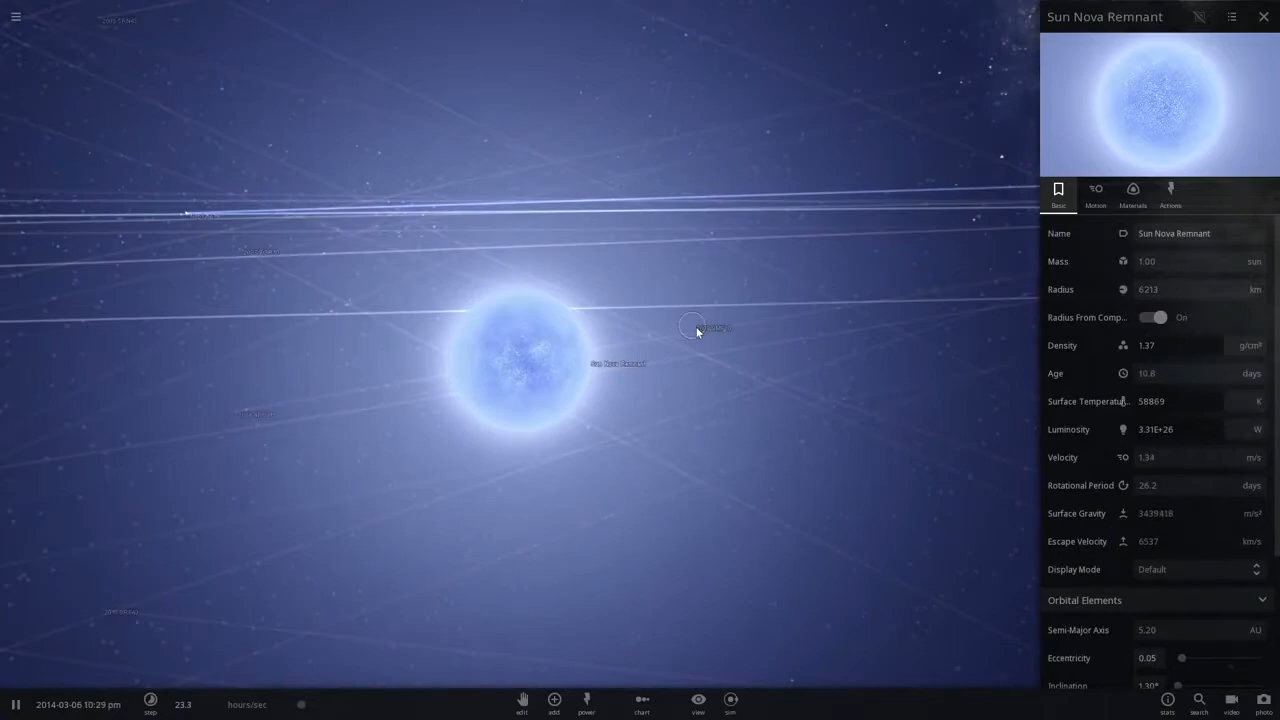 Sun Nova Remnant
Basic
Motion
Materials
Actions
Name Sun Nova Remnant
Mass 1.00 sun
Radius 6213 km
Radius From Comp... On
Density 1.37 g/cm³
Age 10.8 days
Surface Temperatur... 58869 K
Luminosity 3.31E+26 W
Velocity 1.34 m/s
Rotational Period 26.2 days
Surface Gravity m/s²
Escape Velocity 6537 km/s
Display Mode Default
Orbital Elements
Semi-Major Axis 5.20 AU
Eccentricity 0.05
Inclination 1.30°
Sun Nova Remnant
2014-03-06 10:29 pm
step
23.3 hours/sec
edit
add
power
chart
view
sim
stats
search
video
photo